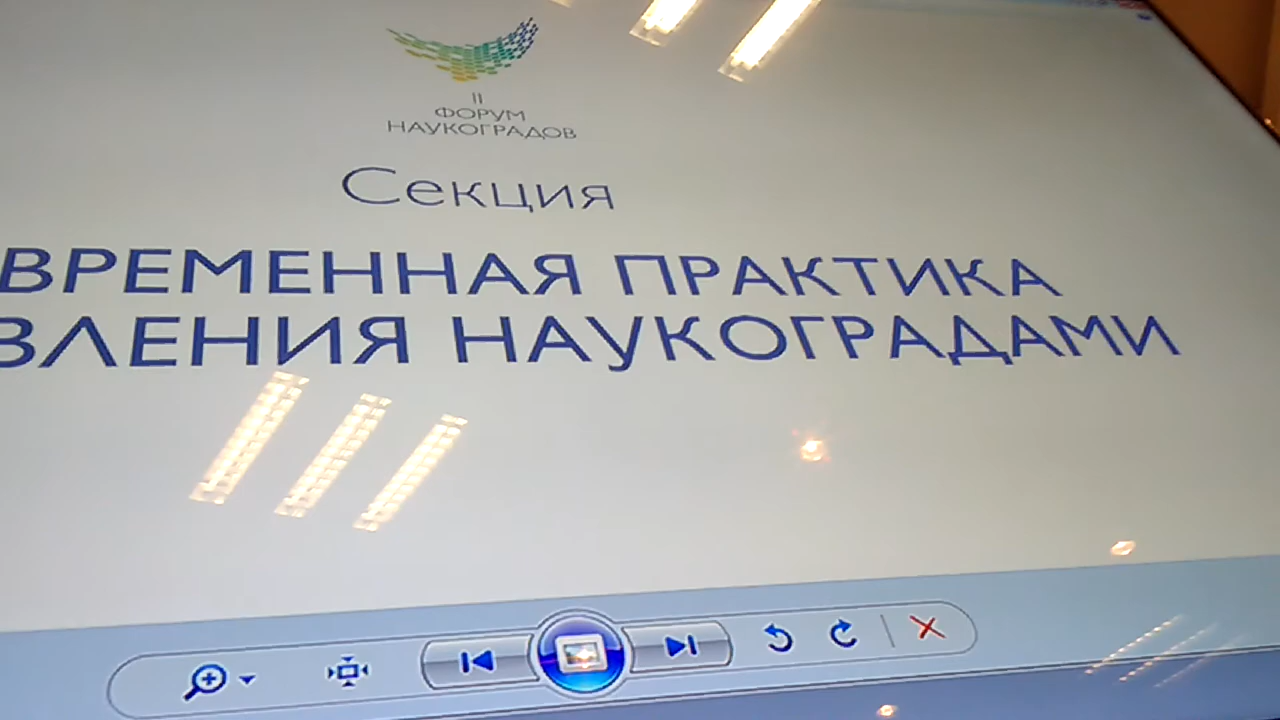 II
ФОРУМ
НАУКОГРАДОВ
Секция
ВРЕМЕННАЯ ПРАКТИКА
ВЛЕНИЯ НАУКОГРАДАМИ